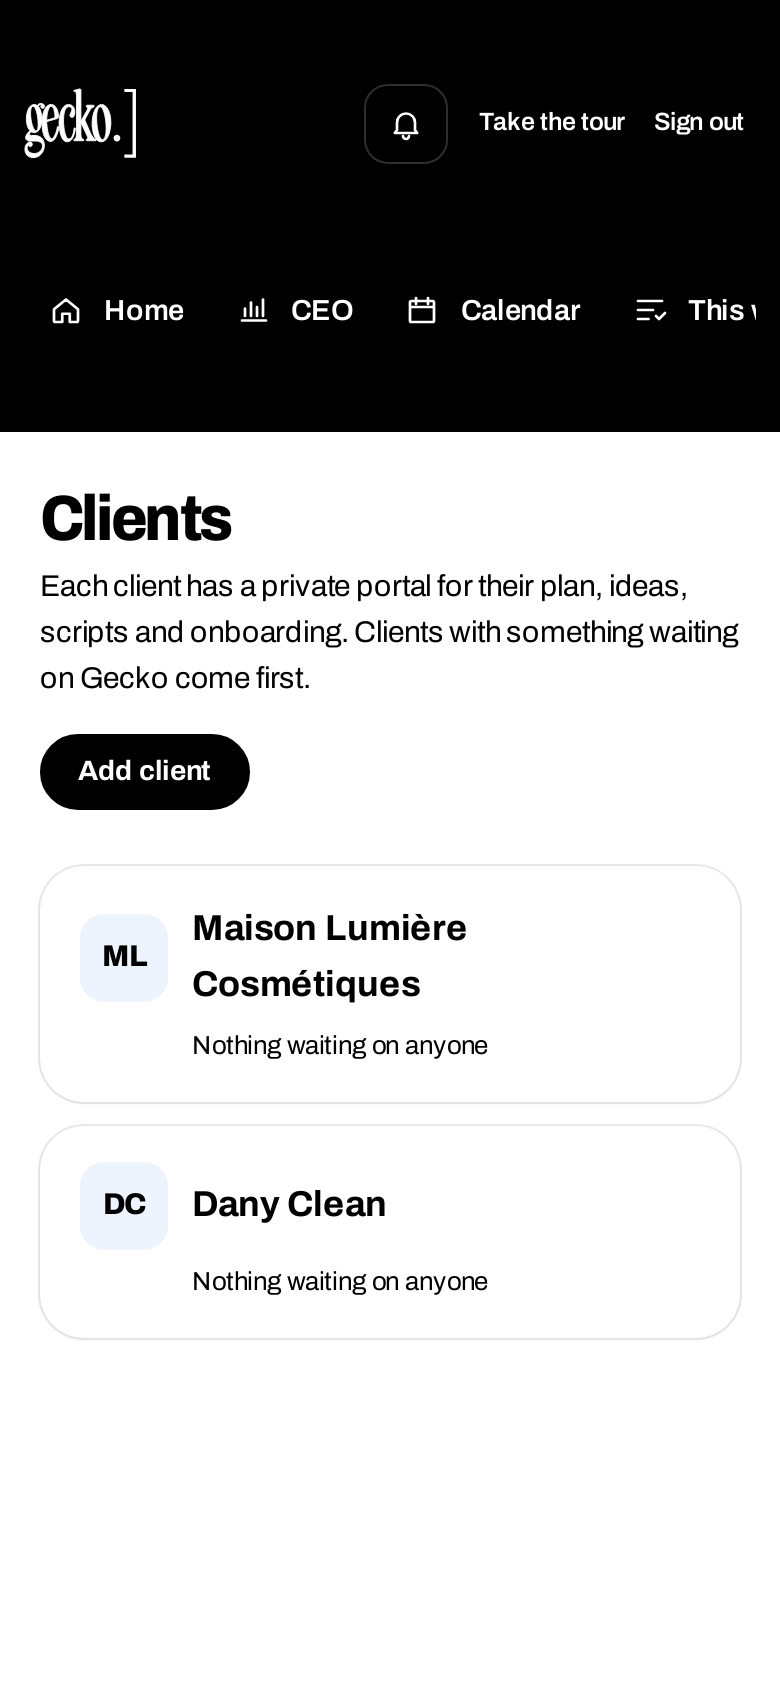 gecko.]
Take the tour
Sign out
Home
CEO
Calendar
This
Clients
Each client has a private portal for their plan, ideas,
scripts and onboarding. Clients with something waiting
on Gecko come first.
Add client
ML
Maison Lumière
Cosmétiques
Nothing waiting on anyone
DC
Dany Clean
Nothing waiting on anyone